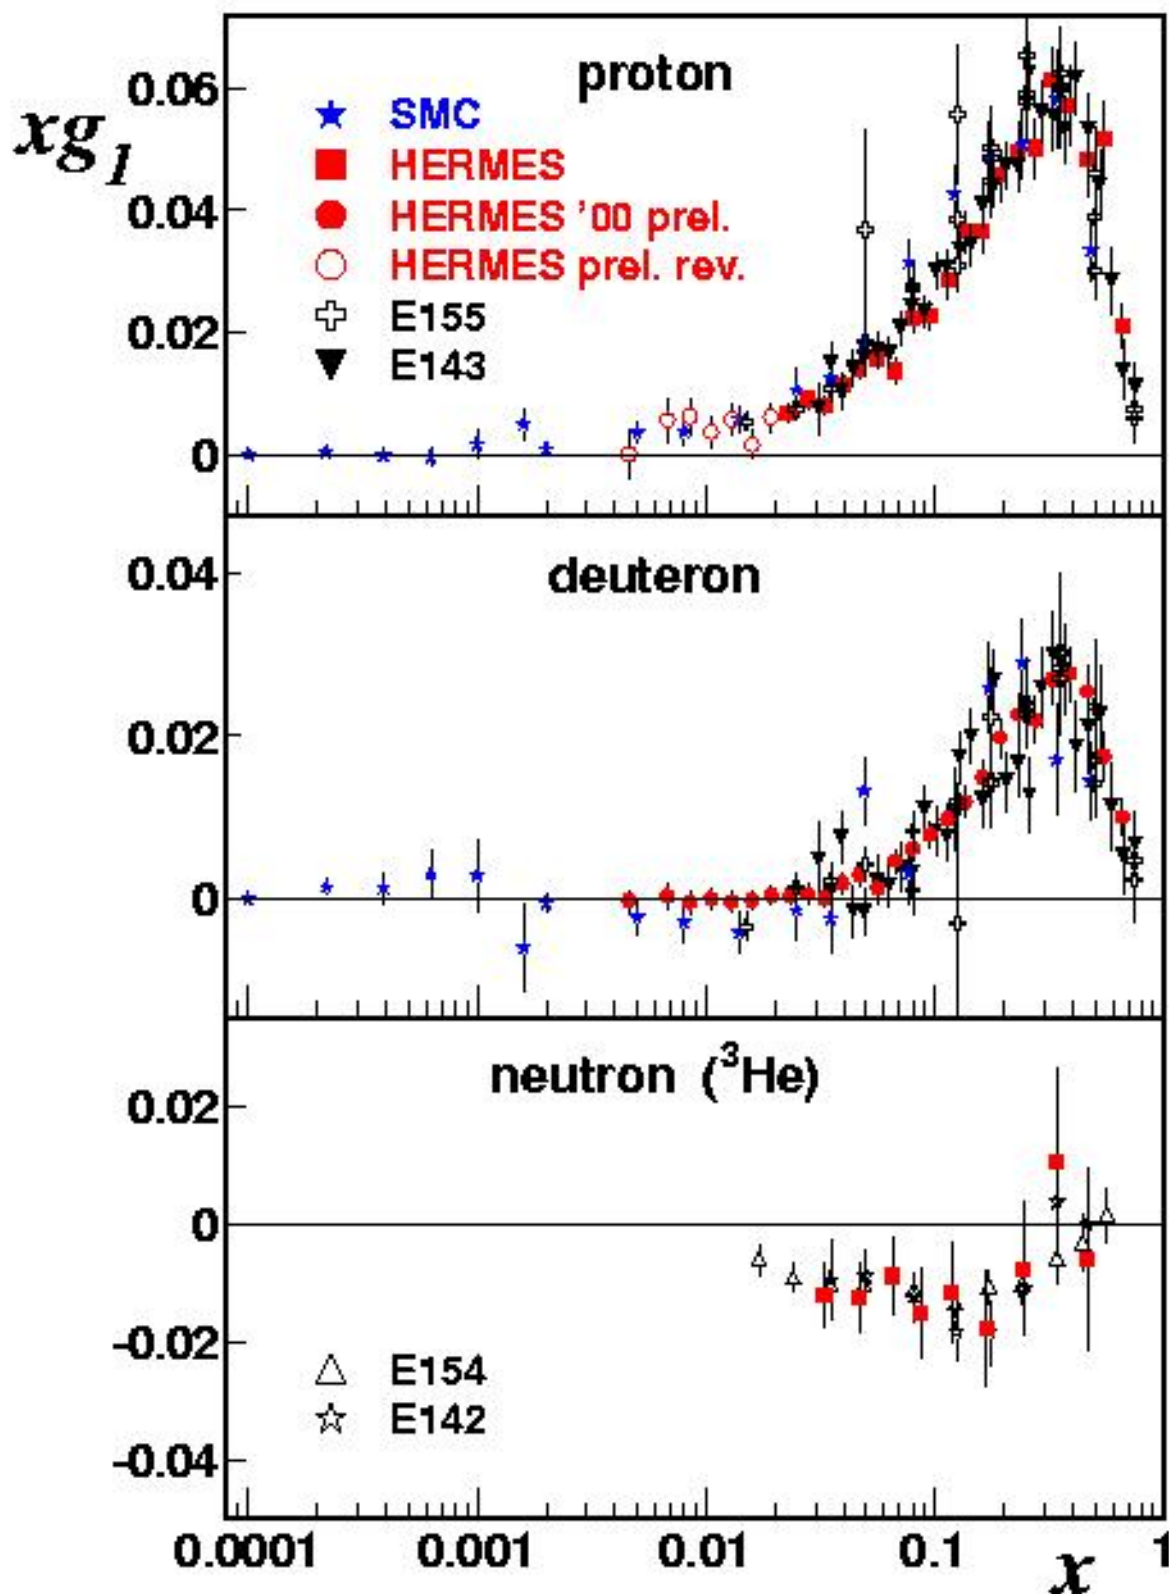 proton
0.06
xg1
SMC
HERMES
0.04
HERMES '00 prel.
HERMES prel. rev.
0.02
E155
E143
0
0.04
deuteron
0.02
0
neutron (³He)
0.02
0
-0.02
E154
E142
-0.04
0.0001 0.001 0.01 0.1 x 1